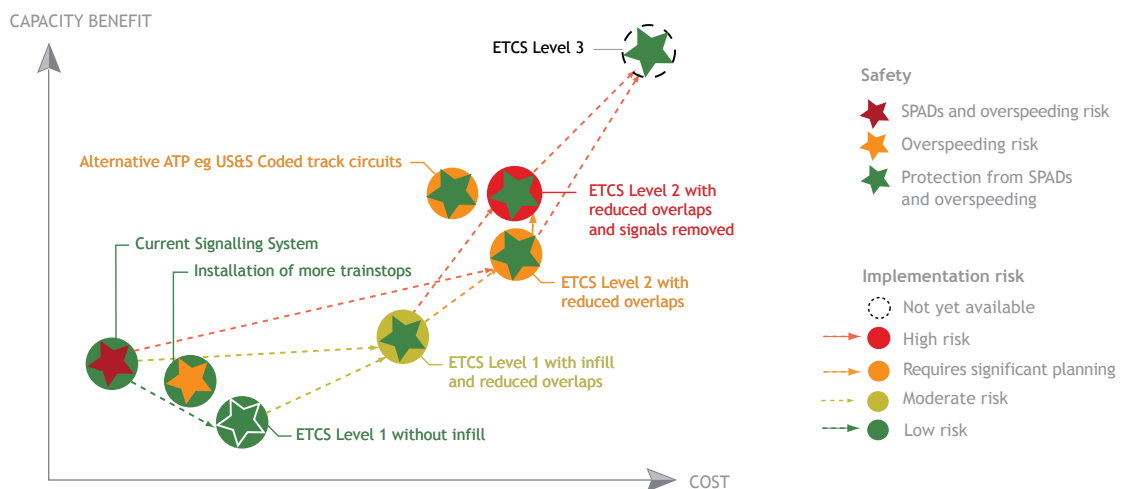 CAPACITY BENEFIT
ETCS Level 3
Alternative ATP eg US&S Coded track circuits
ETCS Level 2 with
reduced overlaps
and signals removed
Current Signalling System
Installation of more trainstops
ETCS Level 2 with
reduced overlaps
ETCS Level 1 with infill
and reduced overlaps
ETCS Level 1 without infill
COST
Safety
SPADs and overspeeding risk
Overspeeding risk
Protection from SPADs
and overspeeding
Implementation risk
Not yet available
High risk
Requires significant planning
Moderate risk
Low risk